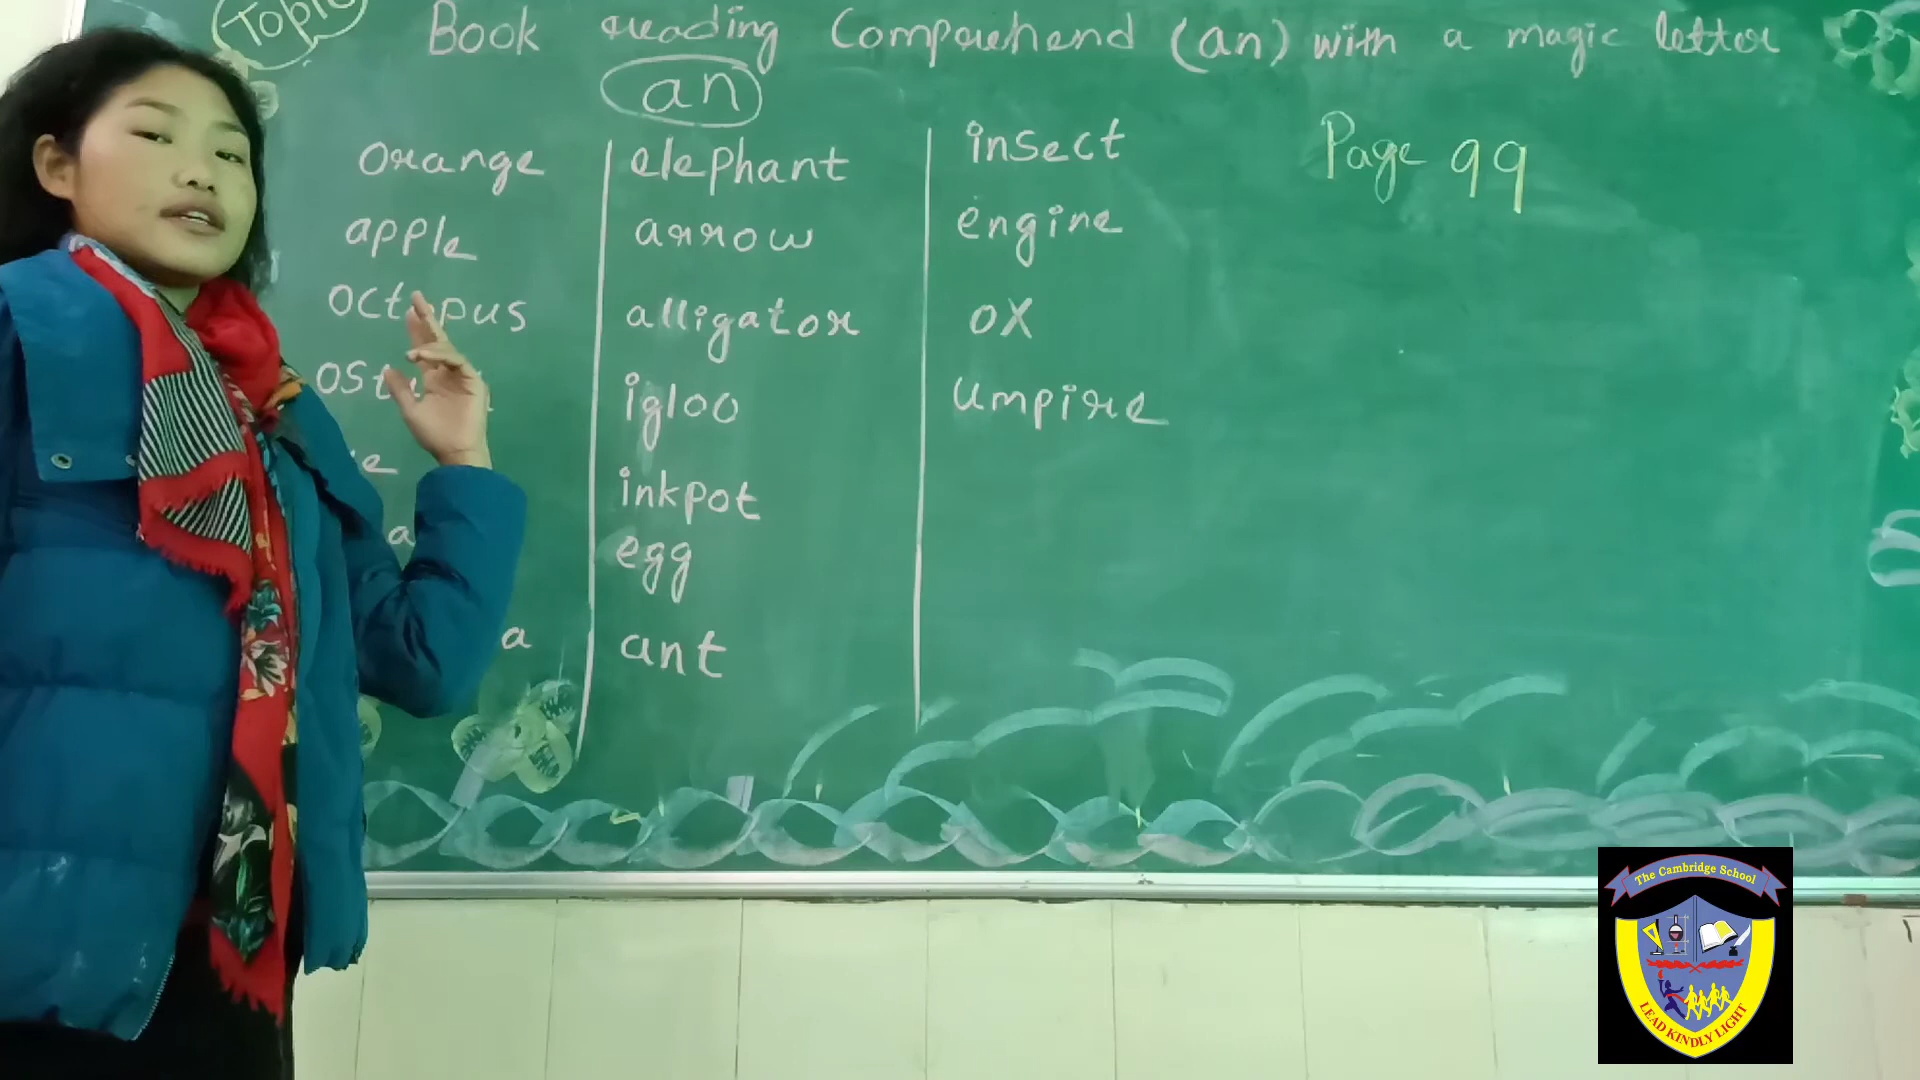 Topic
Book reading Comprehend (an) with a magic letter
an
orange
apple
elephant
arrow
alligator
igloo
inkpot
egg
ant
insect
engine
ox
Umpire
Page 99
The Cambridge School
LEAD KINDLY LIGHT